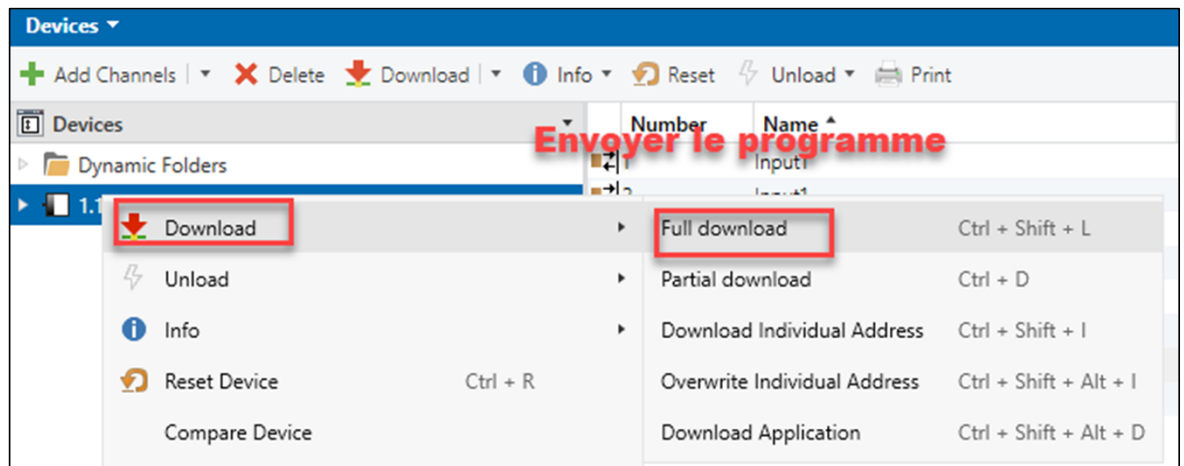 Devices
Add Channels Delete Download Info Reset Unload Print
Devices Number Name
Envoyer le programme
Dynamic Folders 1 Input1
1.1
Download Full download Ctrl + Shift + L
Unload Partial download Ctrl + D
Info Download Individual Address Ctrl + Shift + I
Reset Device Ctrl + R Overwrite Individual Address Ctrl + Shift + Alt + I
Compare Device Download Application Ctrl + Shift + Alt + D